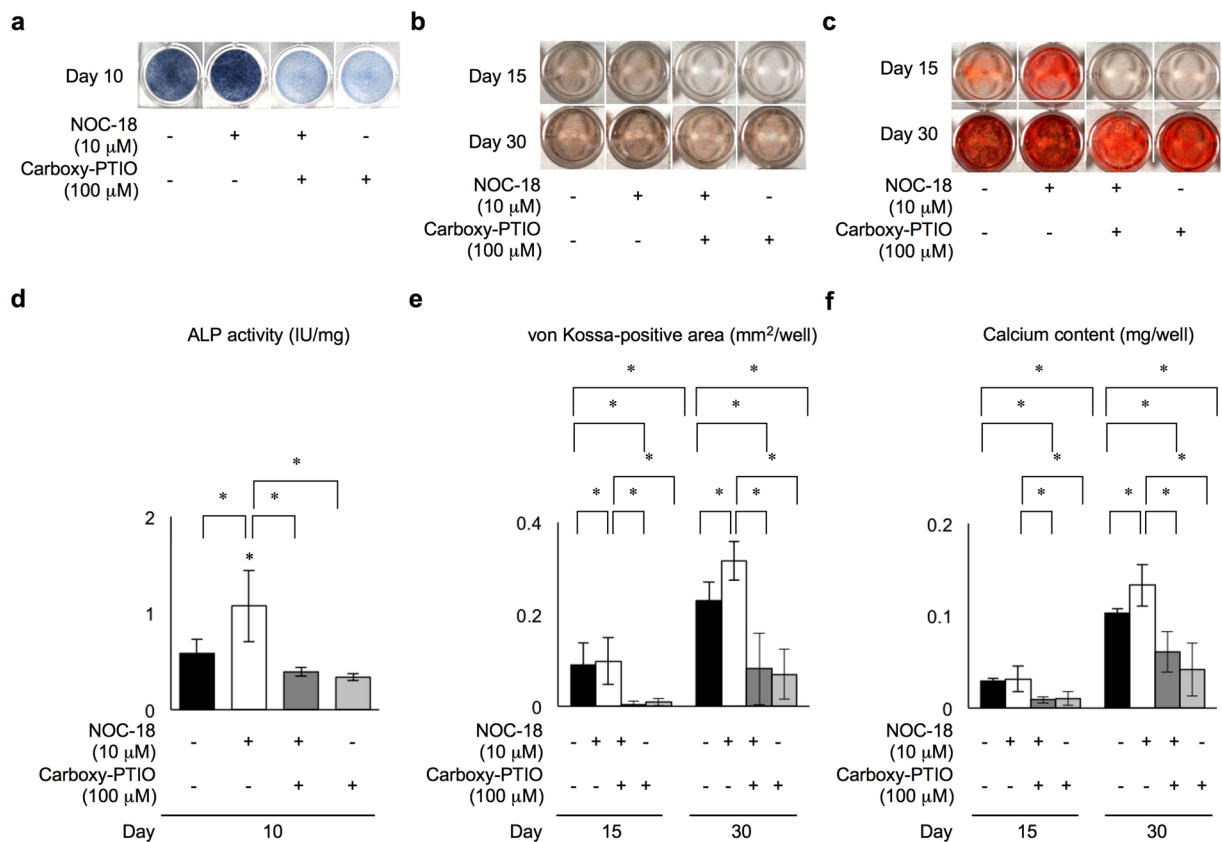 a
Day 10
NOC-18
(10 μM)
- + + -
Carboxy-PTIO
(100 μM)
- - + +
b
Day 15
Day 30
NOC-18
(10 μM)
- + + -
Carboxy-PTIO
(100 μM)
- - + +
c
Day 15
Day 30
NOC-18
(10 μM)
- + + -
Carboxy-PTIO
(100 μM)
- - + +
d
ALP activity (IU/mg)
*
* *
2
*
1
0
NOC-18
(10 μM)
- + + -
Carboxy-PTIO
(100 μM)
- - + +
Day 10
e
von Kossa-positive area (mm²/well)
* *
* *
* *
* * * *
0.4
0.2
0
NOC-18
(10 μM)
- + + - - + + -
Carboxy-PTIO
(100 μM)
- - + + - - + +
Day 15 30
f
Calcium content (mg/well)
* *
* *
* *
* * *
0.2
0.1
0
NOC-18
(10 μM)
- + + - - + + -
Carboxy-PTIO
(100 μM)
- - + + - - + +
Day 15 30